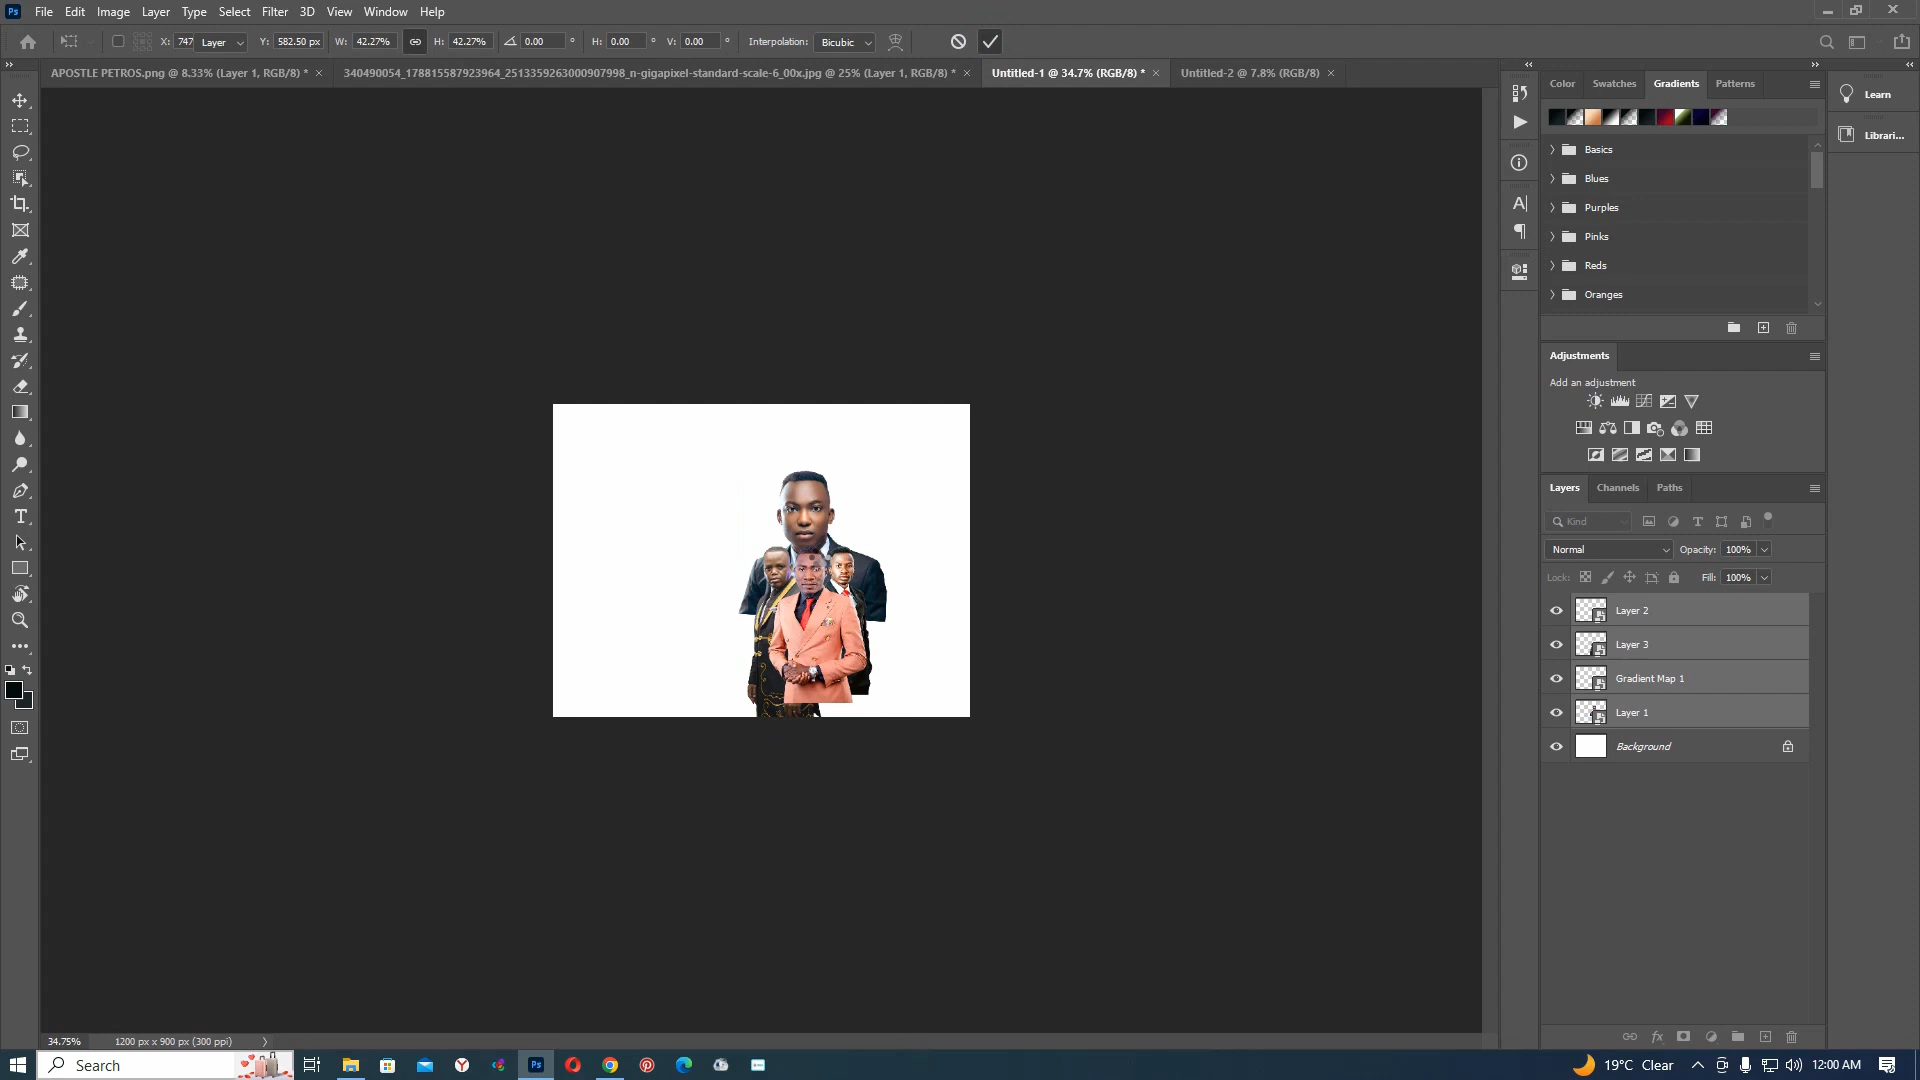 Ps File Edit Image Layer Type Select Filter 3D View Window Help
X: 747 Layer Y: 582.50 px W: 42.27% H: 42.27% 0.00 ° H: 0.00 ° V: 0.00 ° Interpolation: Bicubic
APOSTLE PETROS.png @ 8.33% (Layer 1, RGB/8) * × 340490054_178815587923964_2513359263000907998_n-gigapixel-standard-scale-6_00x.jpg @ 25% (Layer 1, RGB/8) * × Untitled-1 @ 34.7% (RGB/8) * × Untitled-2 @ 7.8% (RGB/8) ×
Color Swatches Gradients Patterns
Learn
Librari...
Basics
Blues
Purples
Pinks
Reds
Oranges
Adjustments
Add an adjustment
Layers Channels Paths
Kind
Normal Opacity: 100%
Lock: Fill: 100%
Layer 2
Layer 3
Gradient Map 1
Layer 1
Background
34.75% 1200 px x 900 px (300 ppi)
Search
Ps
19°C Clear
12:00 AM